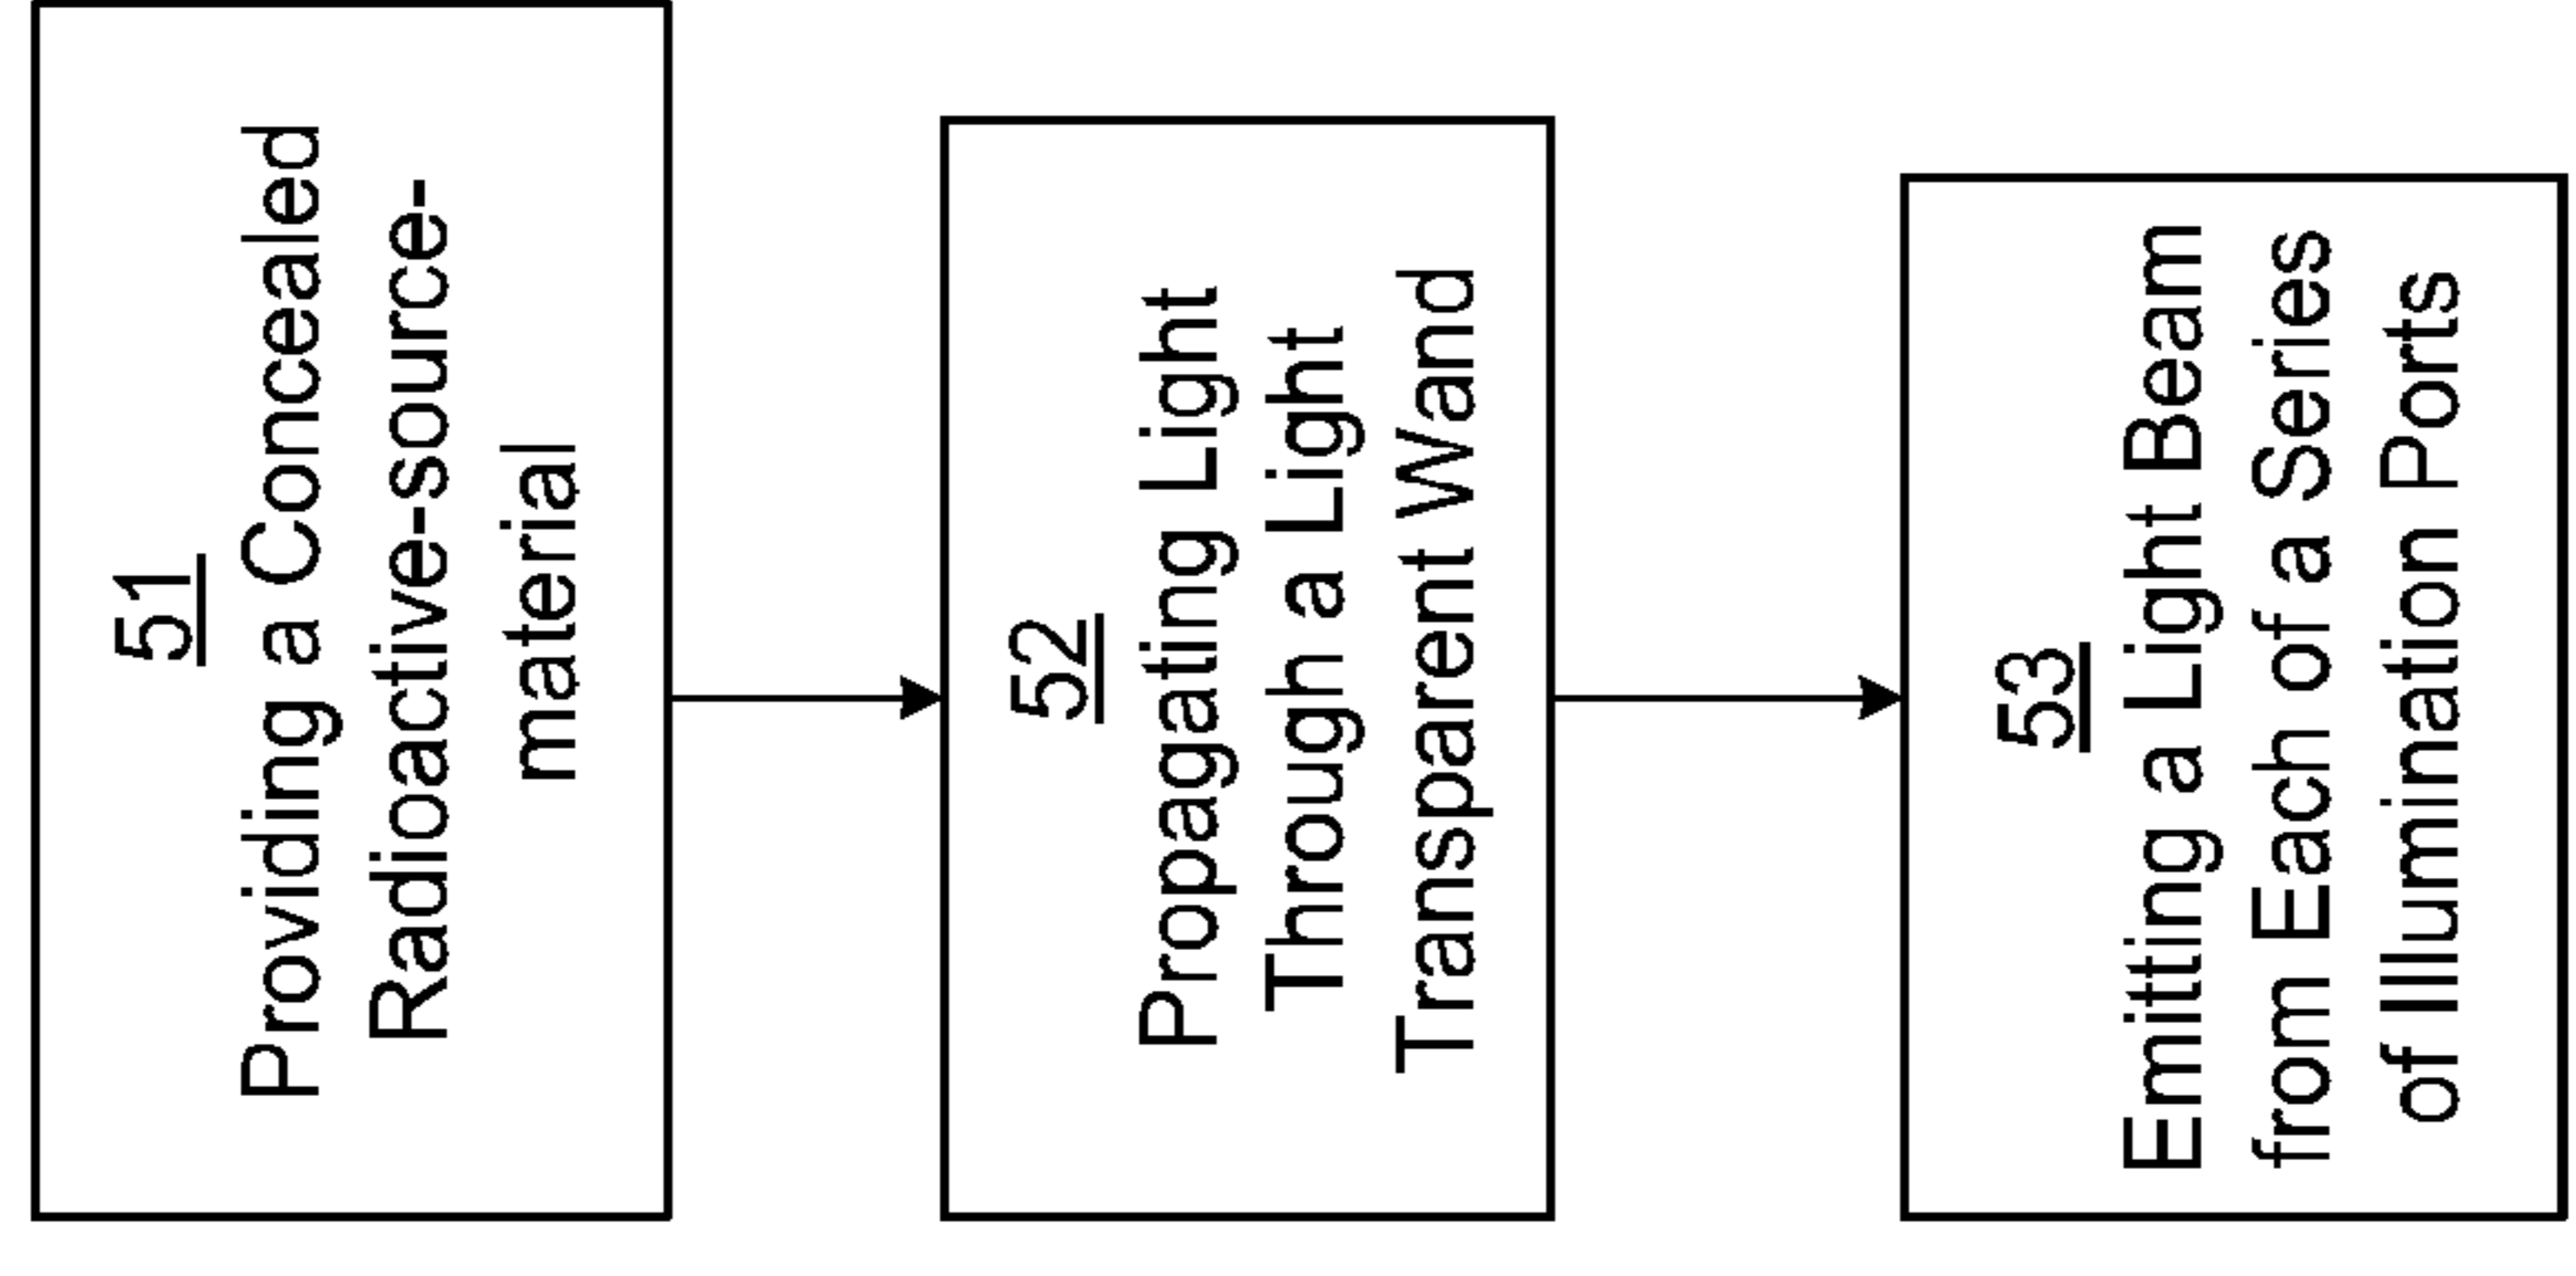 51
Providing a Concealed
Radioactive-source-
material
52
Propagating Light
Through a Light
Transparent Wand
53
Emitting a Light Beam
from Each of a Series
of Illumination Ports